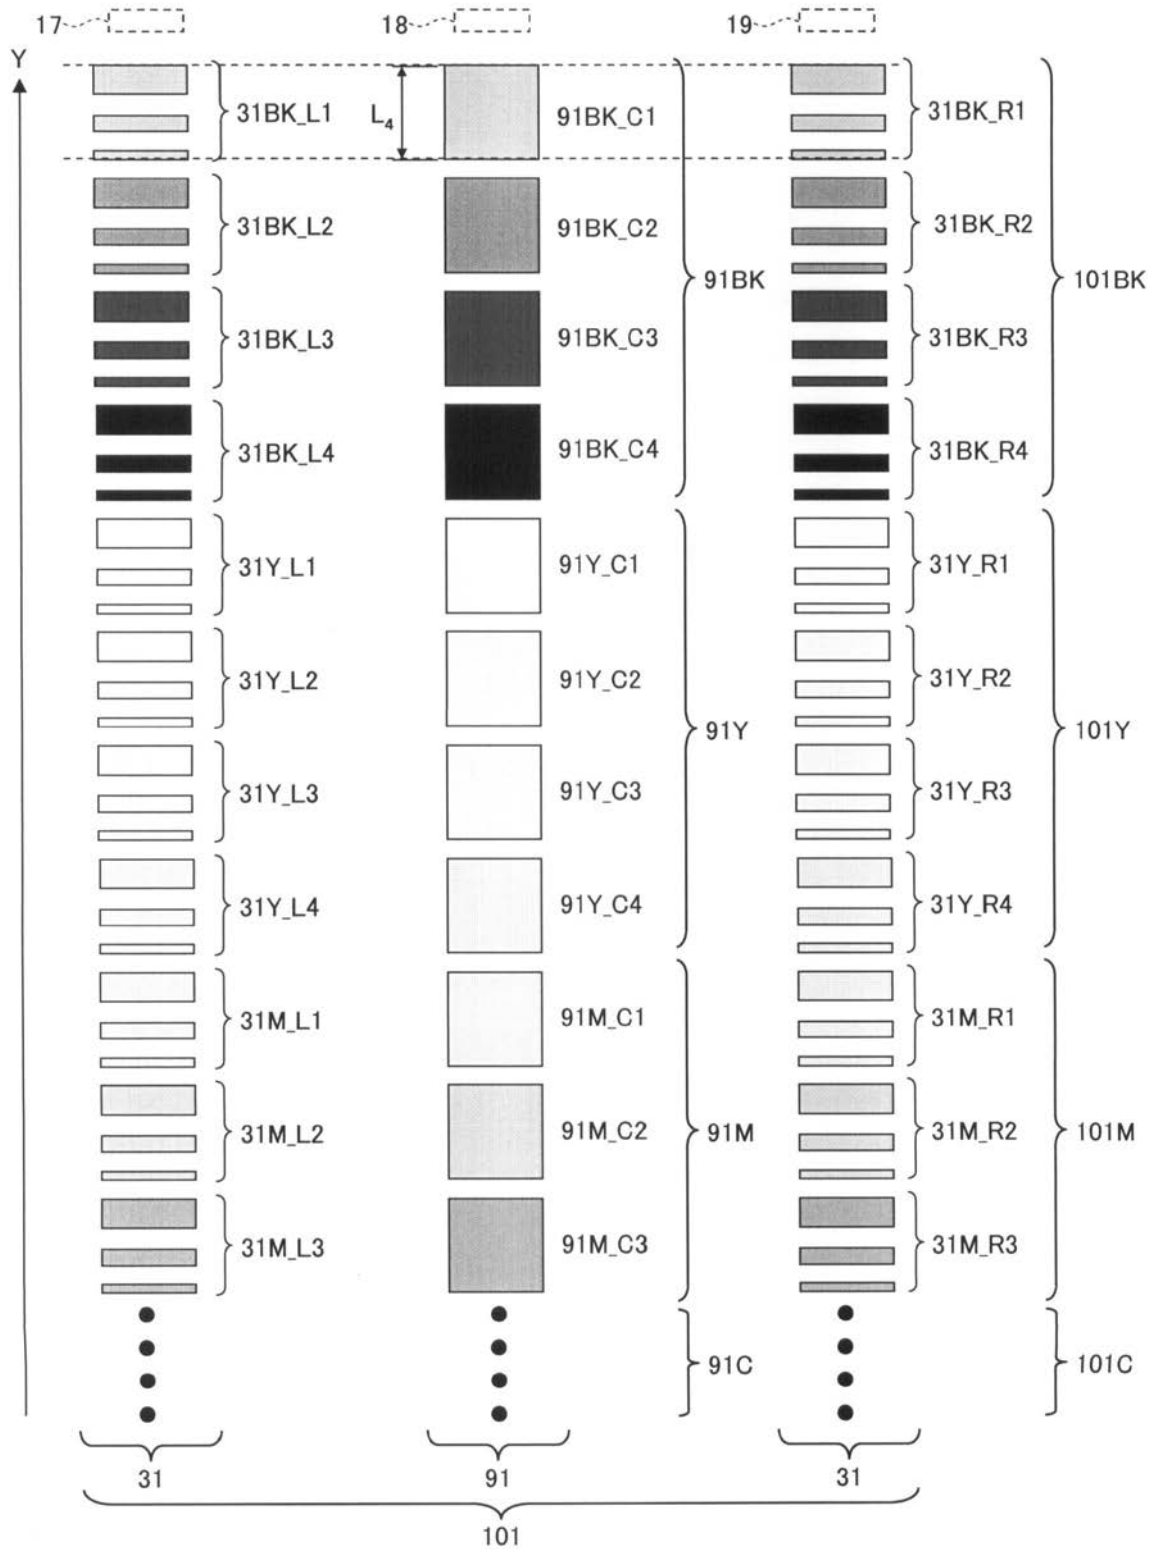 17 18 19
Y
31BK_L1 L4 91BK_C1 31BK_R1
31BK_L2 91BK_C2 31BK_R2
91BK 101BK
31BK_L3 91BK_C3 31BK_R3
31BK_L4 91BK_C4 31BK_R4
31Y_L1 91Y_C1 31Y_R1
31Y_L2 91Y_C2 31Y_R2
91Y 101Y
31Y_L3 91Y_C3 31Y_R3
31Y_L4 91Y_C4 31Y_R4
31M_L1 91M_C1 31M_R1
31M_L2 91M_C2 91M 31M_R2 101M
31M_L3 91M_C3 31M_R3
91C 101C
31 91 31
101